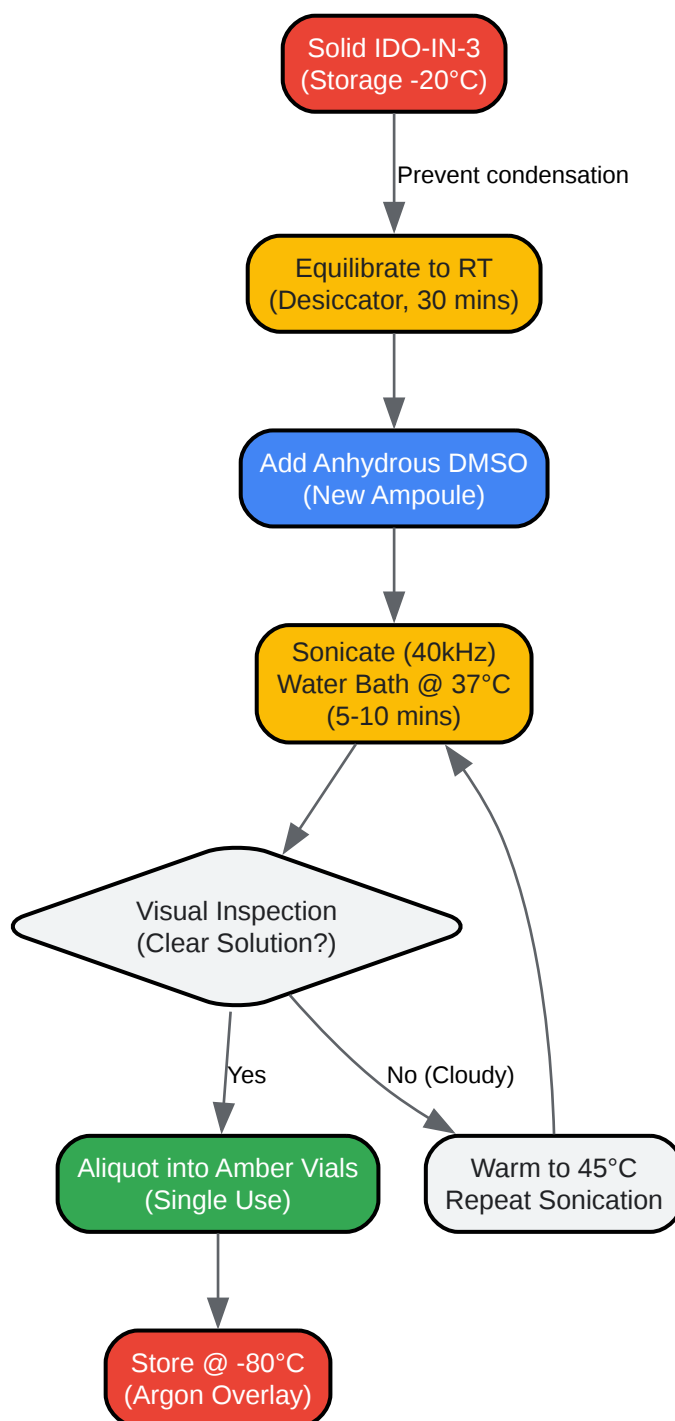 Solid IDO-IN-3
(Storage -20°C)
Prevent condensation
Equilibrate to RT
(Desiccator, 30 mins)
Add Anhydrous DMSO
(New Ampoule)
Sonicate (40kHz)
Water Bath @ 37°C
(5-10 mins)
Visual Inspection
(Clear Solution?)
Yes
No (Cloudy)
Aliquot into Amber Vials
(Single Use)
Warm to 45°C
Repeat Sonication
Store @ -80°C
(Argon Overlay)